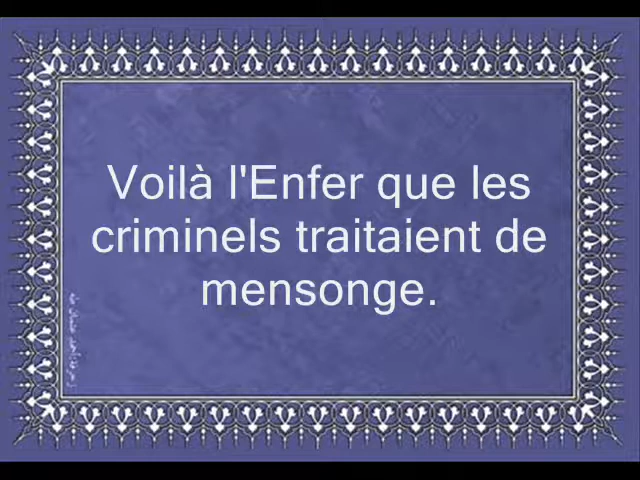 Voilà l'Enfer que les
criminels traitaient de
mensonge.